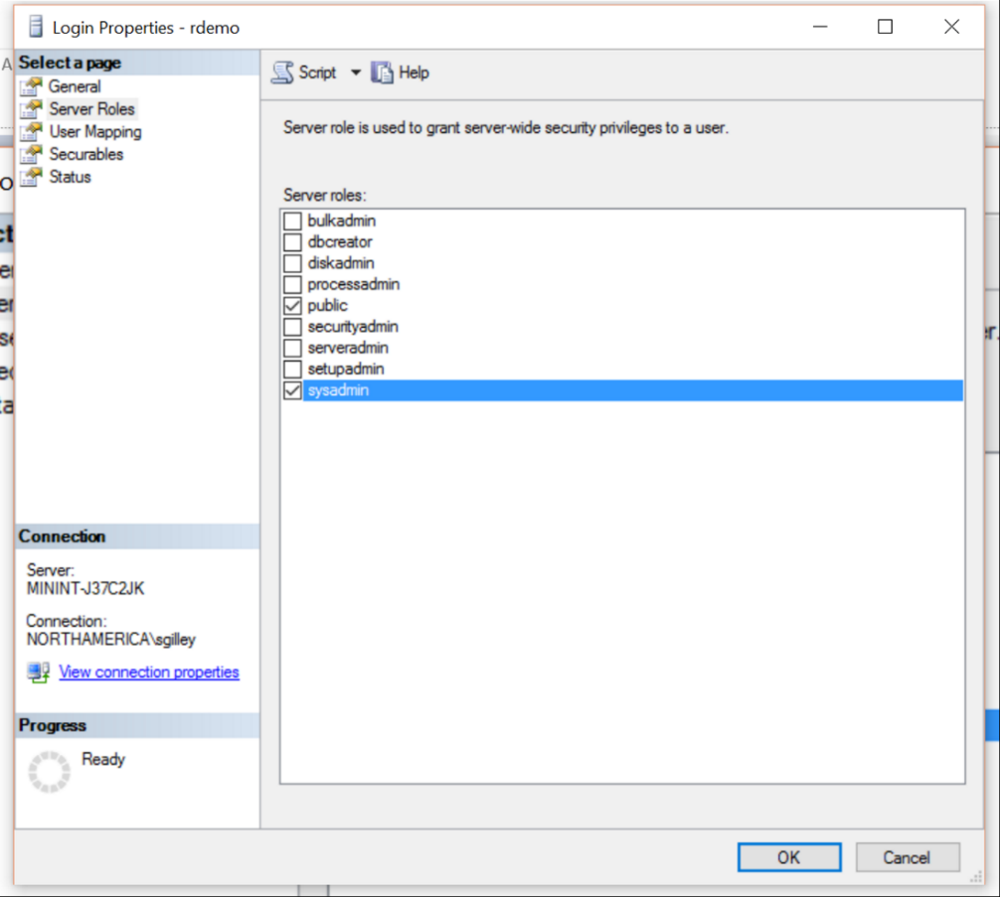 Login Properties - rdemo
Select a page
General
Server Roles
User Mapping
Securables
Status
Script
Help
Server role is used to grant server-wide security privileges to a user.
Server roles:
bulkadmin
dbcreator
diskadmin
processadmin
public
securityadmin
serveradmin
setupadmin
sysadmin
Connection
Server:
MININT-J37C2JK
Connection:
NORTHAMERICA\sgilley
View connection properties
Progress
Ready
OK
Cancel